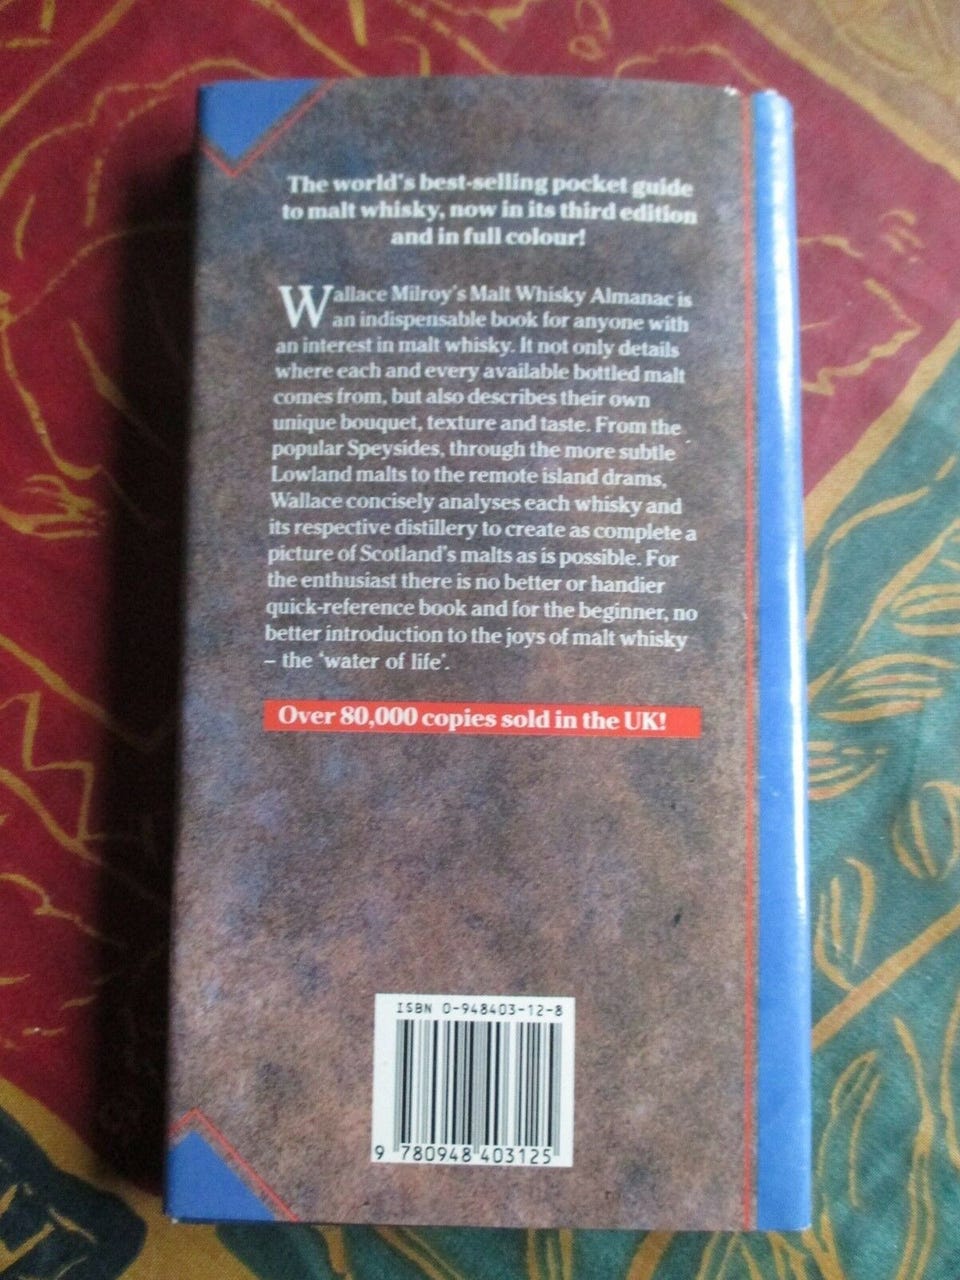 The world's best-selling pocket guide
to malt whisky, now in its third edition
and in full colour!
Wallace Milroy's Malt Whisky Almanac is
an indispensable book for anyone with
an interest in malt whisky. It not only details
where each and every available bottled malt
comes from, but also describes their own
unique bouquet, texture and taste. From the
popular Speysides, through the more subtle
Lowland malts to the remote island drams,
Wallace concisely analyses each whisky and
its respective distillery to create as complete a
picture of Scotland's malts as is possible. For
the enthusiast there is no better or handier
quick-reference book and for the beginner, no
better introduction to the joys of malt whisky
– the 'water of life'.
Over 80,000 copies sold in the UK!
ISBN 0-948403-12-8
9 780948 403125